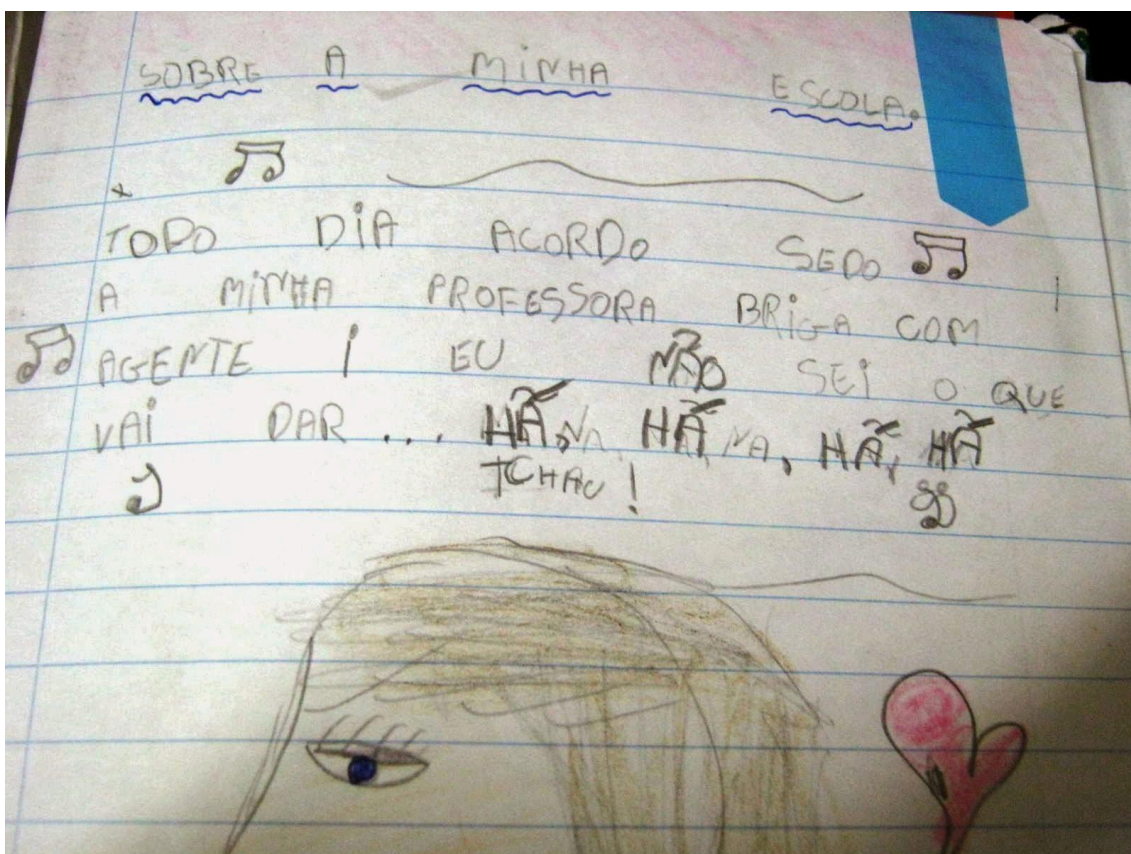 SOBRE A MINHA ESCOLA.
TODO DIA ACORDO SEDO
A MINHA PROFESSORA BRIGA COM
AGENTE I EU NÃO SEI O QUE
VAI DAR... HÃ, NA HÃ NA, HÃ, HÃ
TCHAU!